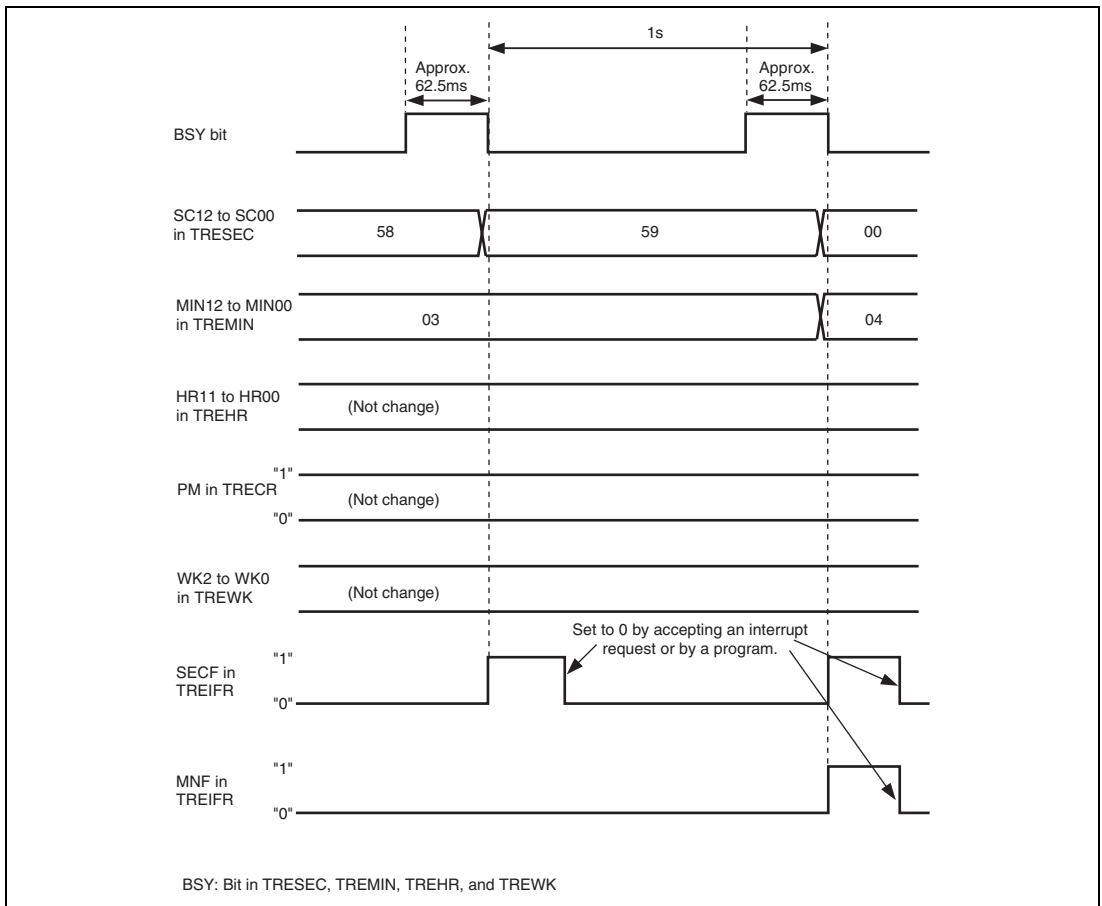 1s
Approx.
62.5ms
Approx.
62.5ms
BSY bit
SC12 to SC00
in TRESEC
58
59
00
MIN12 to MIN00
in TREMIN
03
04
HR11 to HR00
in TREHR
(Not change)
PM in TRECR
"1"
"0"
(Not change)
WK2 to WK0
in TREWK
(Not change)
Set to 0 by accepting an interrupt
request or by a program.
SECF in
TREIFR
"1"
"0"
MNF in
TREIFR
"1"
"0"
BSY: Bit in TRESEC, TREMIN, TREHR, and TREWK